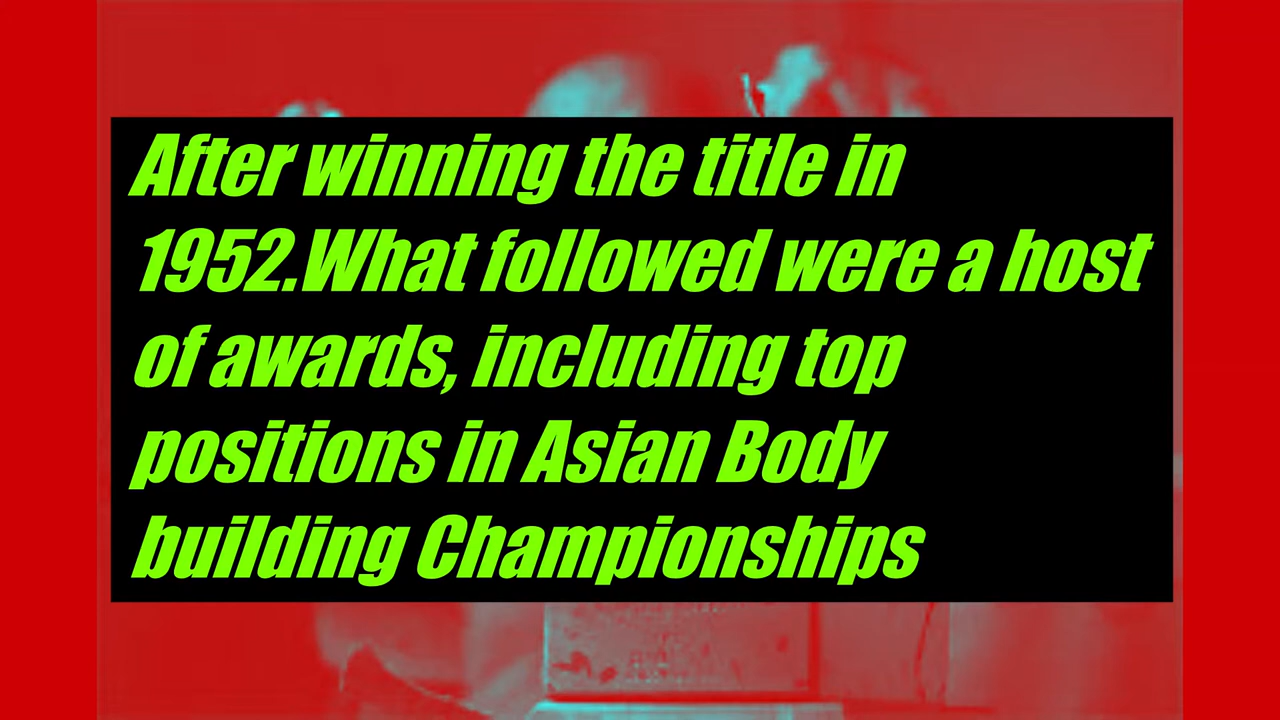 After winning the title in
1952.What followed were a host
of awards, including top
positions in Asian Body
building Championships